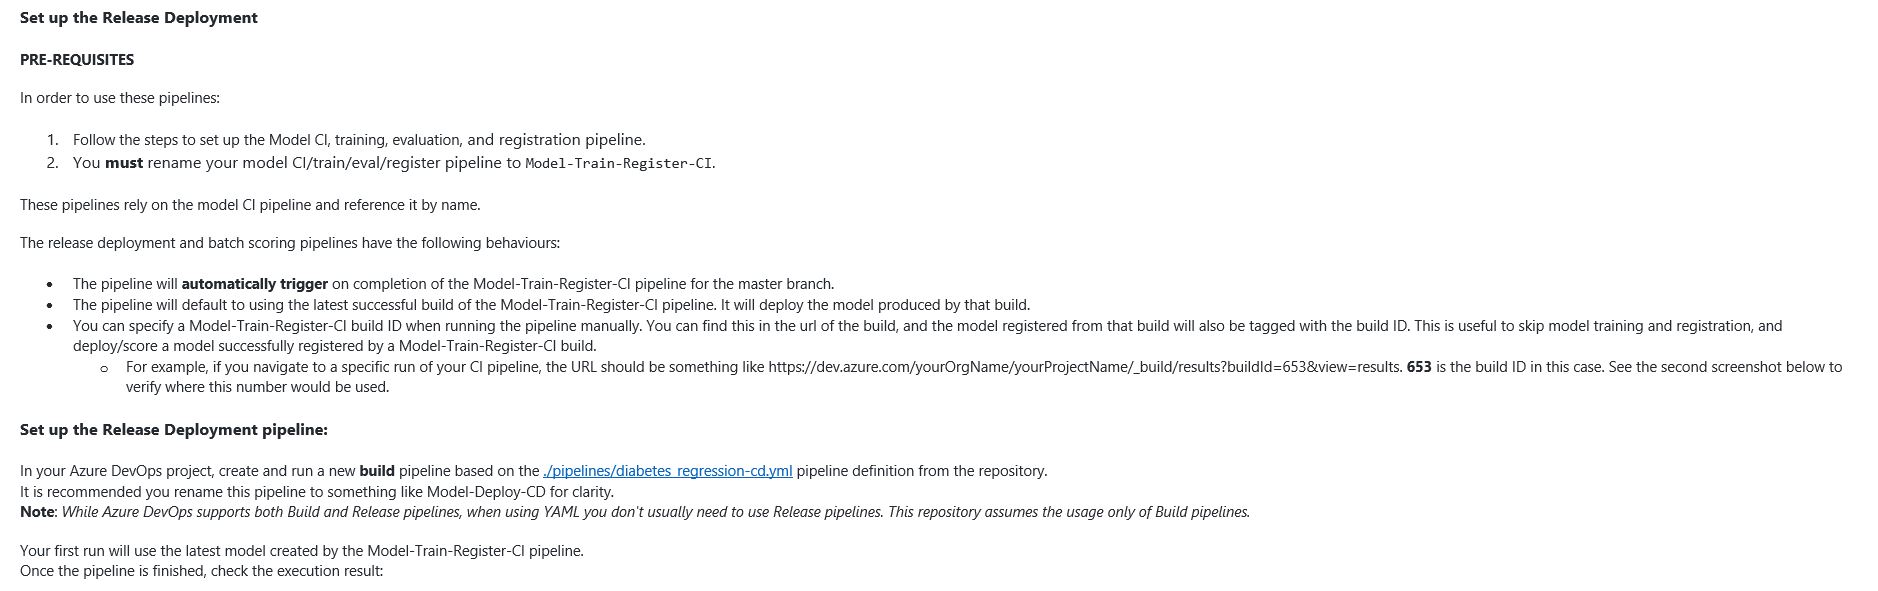 Set up the Release Deployment
PRE-REQUISITES
In order to use these pipelines:
1. Follow the steps to set up the Model CI, training, evaluation, and registration pipeline.
2. You must rename your model CI/train/eval/register pipeline to Model-Train-Register-CI.
These pipelines rely on the model CI pipeline and reference it by name.
The release deployment and batch scoring pipelines have the following behaviours:
• The pipeline will automatically trigger on completion of the Model-Train-Register-CI pipeline for the master branch.
• The pipeline will default to using the latest successful build of the Model-Train-Register-CI pipeline. It will deploy the model produced by that build.
• You can specify a Model-Train-Register-CI build ID when running the pipeline manually. You can find this in the url of the build, and the model registered from that build will also be tagged with the build ID. This is useful to skip model training and registration, and
deploy/score a model successfully registered by a Model-Train-Register-CI build.
o For example, if you navigate to a specific run of your CI pipeline, the URL should be something like https://dev.azure.com/yourOrgName/yourProjectName/_build/results?buildId=653&view=results. 653 is the build ID in this case. See the second screenshot below to
verify where this number would be used.
Set up the Release Deployment pipeline:
In your Azure DevOps project, create and run a new build pipeline based on the ./pipelines/diabetes_regression-cd.yml pipeline definition from the repository.
It is recommended you rename this pipeline to something like Model-Deploy-CD for clarity.
Note: While Azure DevOps supports both Build and Release pipelines, when using YAML you don't usually need to use Release pipelines. This repository assumes the usage only of Build pipelines.
Your first run will use the latest model created by the Model-Train-Register-CI pipeline.
Once the pipeline is finished, check the execution result: